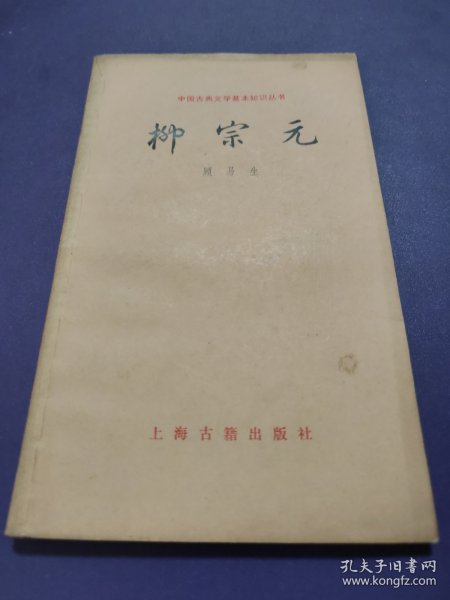 中国古典文学基本知识丛书
柳宗元
顾易生
上海古籍出版社
孔夫子旧书网
www.kongfz.com